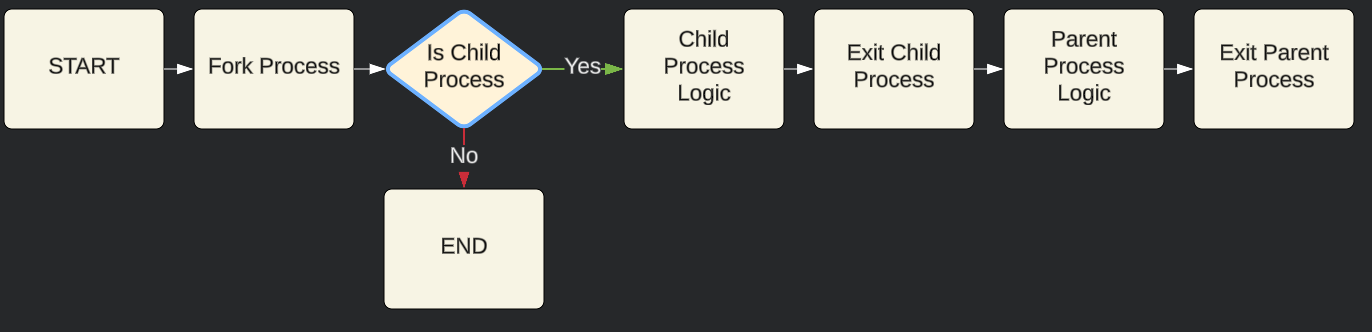 START
Fork Process
Is Child
Process
Yes
Child
Process
Logic
Exit Child
Process
Parent
Process
Logic
Exit Parent
Process
No
END